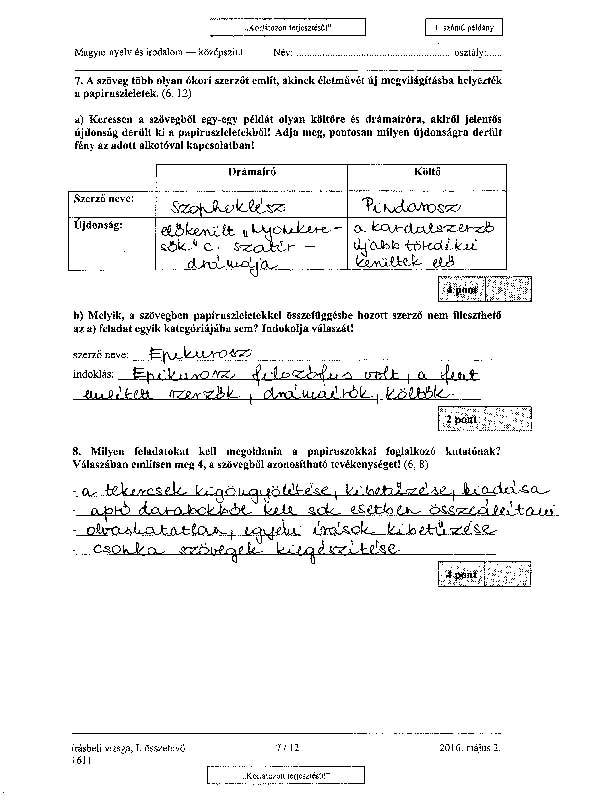 „Korlátozott terjesztésű!"
1. számú példány
Magyar nyelv és irodalom — középszint Név: ................................................ osztály:......
7. A szöveg több olyan ókori szerzőt említ, akinek életművét új megvilágításba helyezték
a papiruszleletek. (6, 12)
a) Keressen a szövegből egy-egy példát olyan költőre és drámaíróra, akiről jelentős
újdonság derült ki a papiruszleletekből! Adja meg, pontosan milyen újdonságra derült
fény az adott alkotóval kapcsolatban!
Drámaíró Költő
Szerző neve: Szophoklész Pindarosz
Újdonság: előkerült „Nyomkere- a kardalszerző
sők" c. szatír - újabb töredékei
drámája kerültek elő
4 pont
b) Melyik, a szövegben papiruszleletekkel összefüggésbe hozott szerző nem illeszthető
az a) feladat egyik kategóriájába sem? Indokolja válaszát!
szerző neve: Epikurosz
indoklás: Epikurosz filozófus volt, a fent
említett szerzők, drámaírók, költők.
2 pont
8. Milyen feladatokat kell megoldania a papiruszokkal foglalkozó kutatónak?
Válaszában említsen meg 4, a szövegből azonosítható tevékenységet! (6, 8)
- a tekercsek kigöngyölítése, kibetűzése, kiadása
- apró darabokból kell sok esetben összeállítani
- olvashatatlan, egyéni írások kibetűzése
- csonka szövegek kiegészítése
4 pont
írásbeli vizsga, I. összetevő 7 / 12 2016. május 2.
1611
„Korlátozott terjesztésű!"